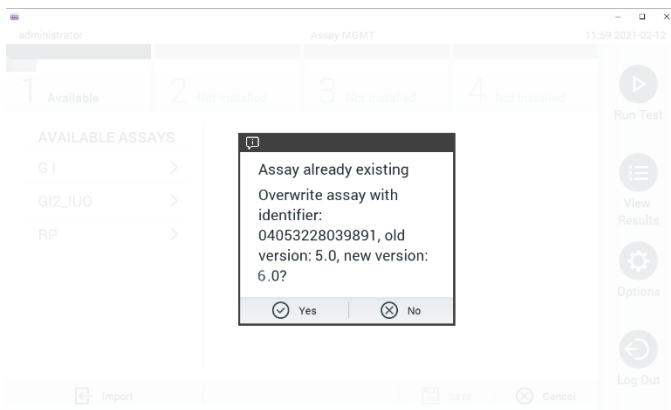 administrator
Assay MGMT
11:59 2021-02-12
1 Available
2 Not Installed
3 Not Installed
4 Not Installed
Run Test
AVAILABLE ASSAYS
G I
GI2_IUO
RP
View
Results
Options
Log Out
Assay already existing
Overwrite assay with
identifier:
04053228039891, old
version: 5.0, new version:
6.0?
Yes
No
Import
Save
Cancel